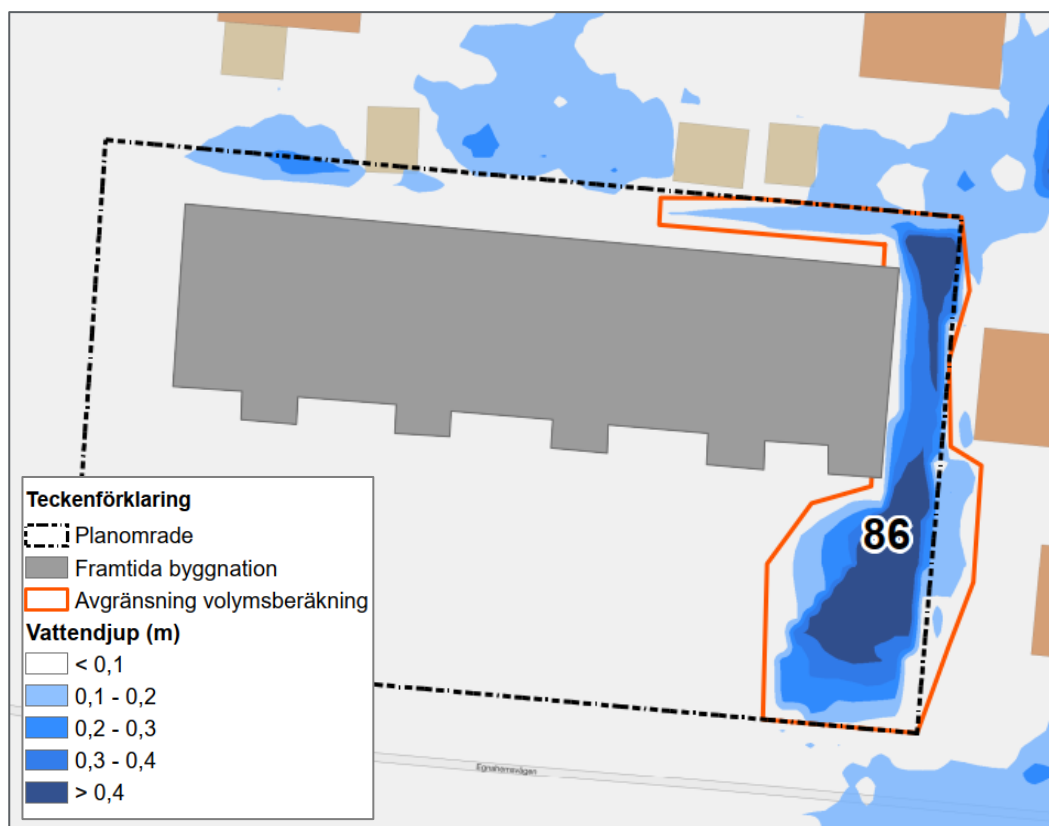 86
Teckenförklaring
Planomrade
Framtida byggnation
Avgränsning volymsberäkning
Vattendjup (m)
< 0,1
0,1 - 0,2
0,2 - 0,3
0,3 - 0,4
> 0,4
Egnahemsvägen